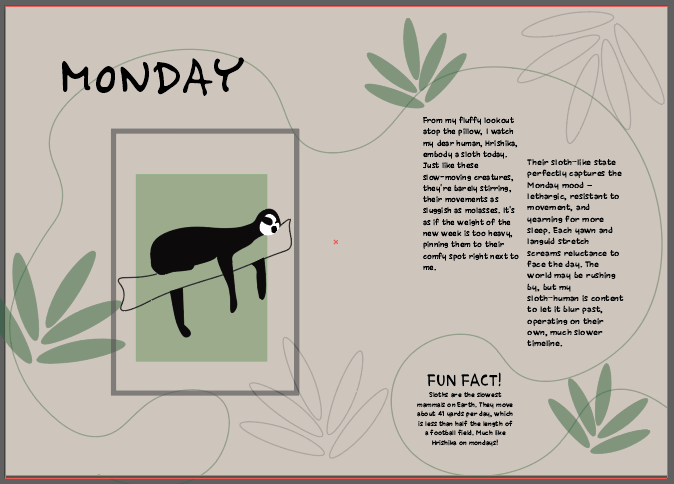 MONDAY
From my fluffy lookout
atop the pillow, I watch
my dear human, Hrishika,
embody a sloth today.
Just like these
slow-moving creatures,
they're barely stirring,
their movements as
sluggish as molasses. It's
as if the weight of the
new week is too heavy,
pinning them to their
comfy spot right next to
me.
Their sloth-like state
perfectly captures the
Monday mood –
lethargic, resistant to
movement, and
yearning for more
sleep. Each yawn and
languid stretch
screams reluctance to
face the day. The
world may be rushing
by, but my
sloth-human is content
to let it blur past,
operating on their
own, much slower
timeline.
FUN FACT!
Sloths are the slowest
mammals on Earth. They move
about 41 yards per day, which
is less than half the length of
a football field. Much like
Hrishika on mondays!